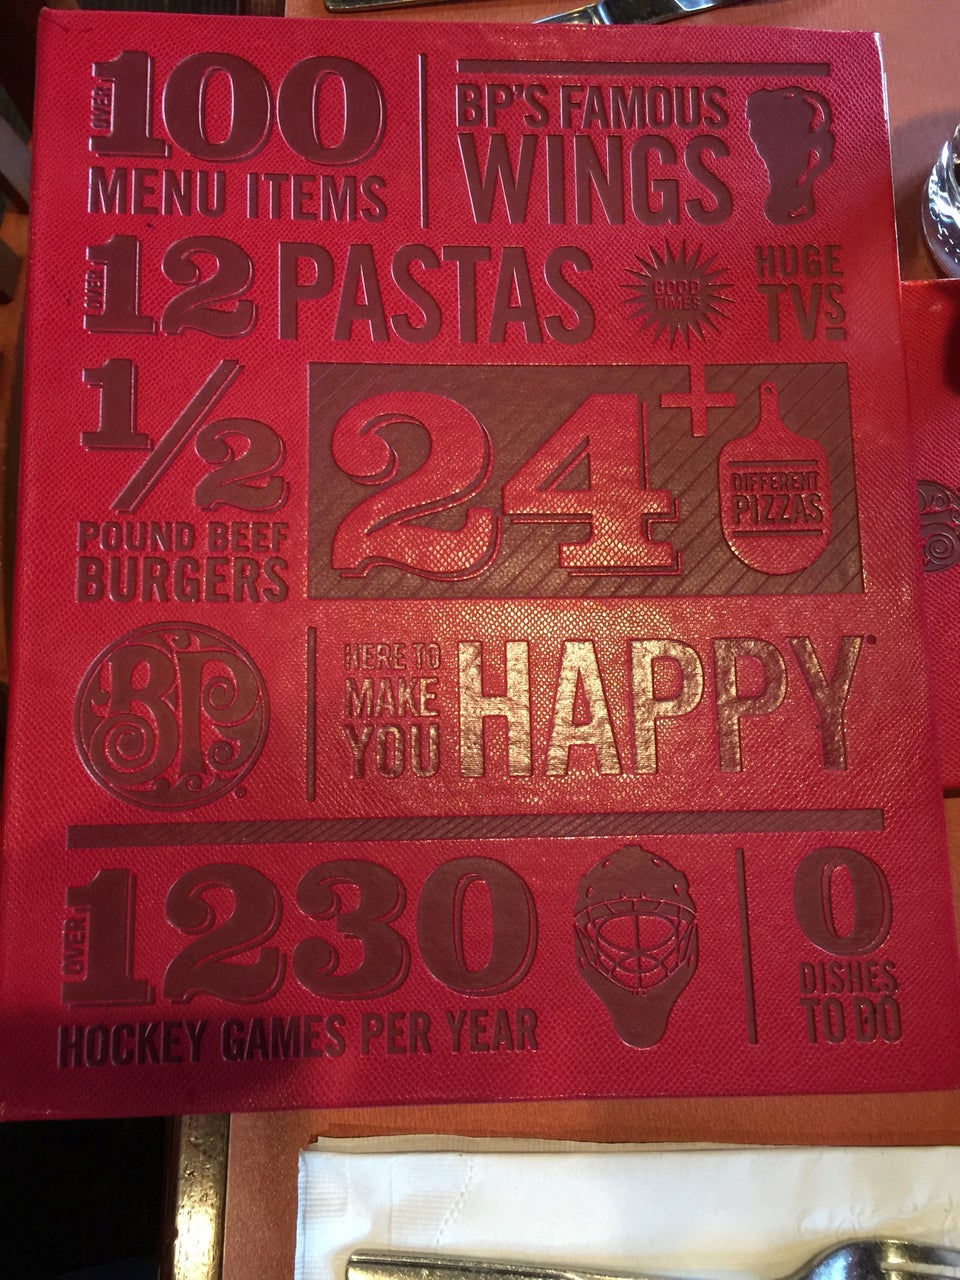 OVER 100
MENU ITEMS
BP'S FAMOUS
WINGS
OVER 12 PASTAS
GOOD
TIMES
HUGE
TVs
1/2
POUND BEEF
BURGERS
24+
DIFFERENT
PIZZAS
BP
HERE TO
MAKE
YOU
HAPPY
OVER 1230
HOCKEY GAMES PER YEAR
0
DISHES
TO DO